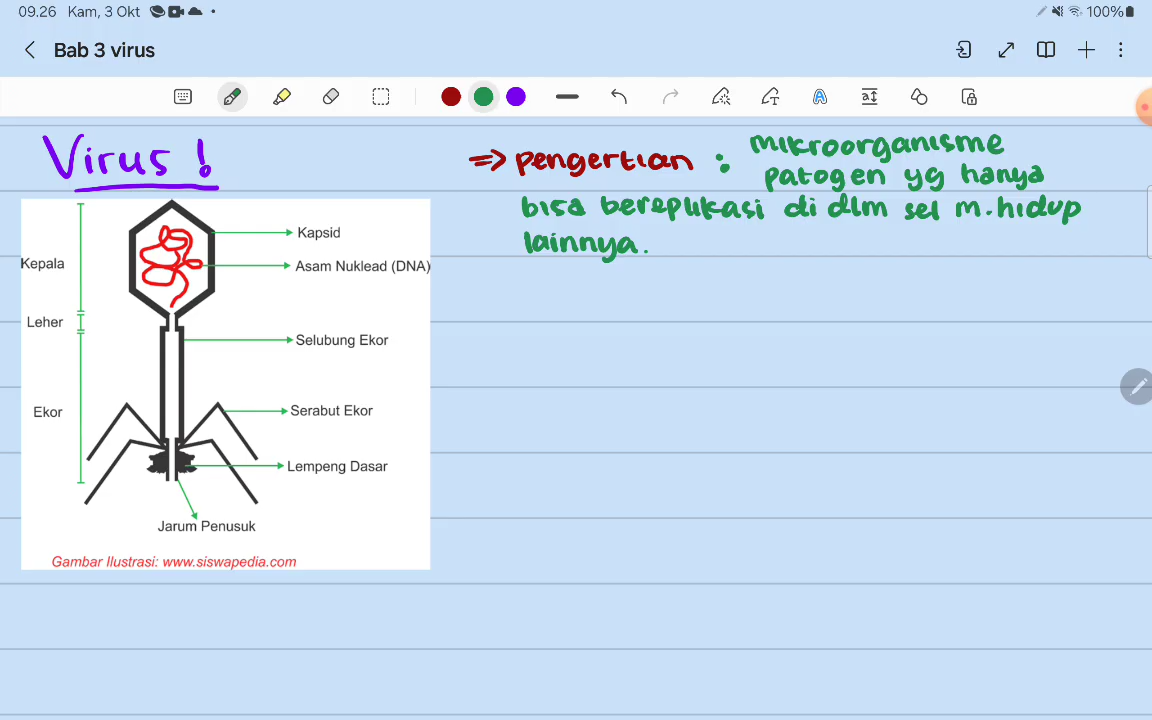 09.26 Kam, 3 Okt
100%
Bab 3 virus
Virus !
=> pengertian : mikroorganisme
patogen yg hanya
bisa bereplikasi di dlm sel m.hidup
lainnya.
Kapsid
Kepala
Asam Nuklead (DNA)
Leher
Selubung Ekor
Ekor
Serabut Ekor
Lempeng Dasar
Jarum Penusuk
Gambar Ilustrasi: www.siswapedia.com